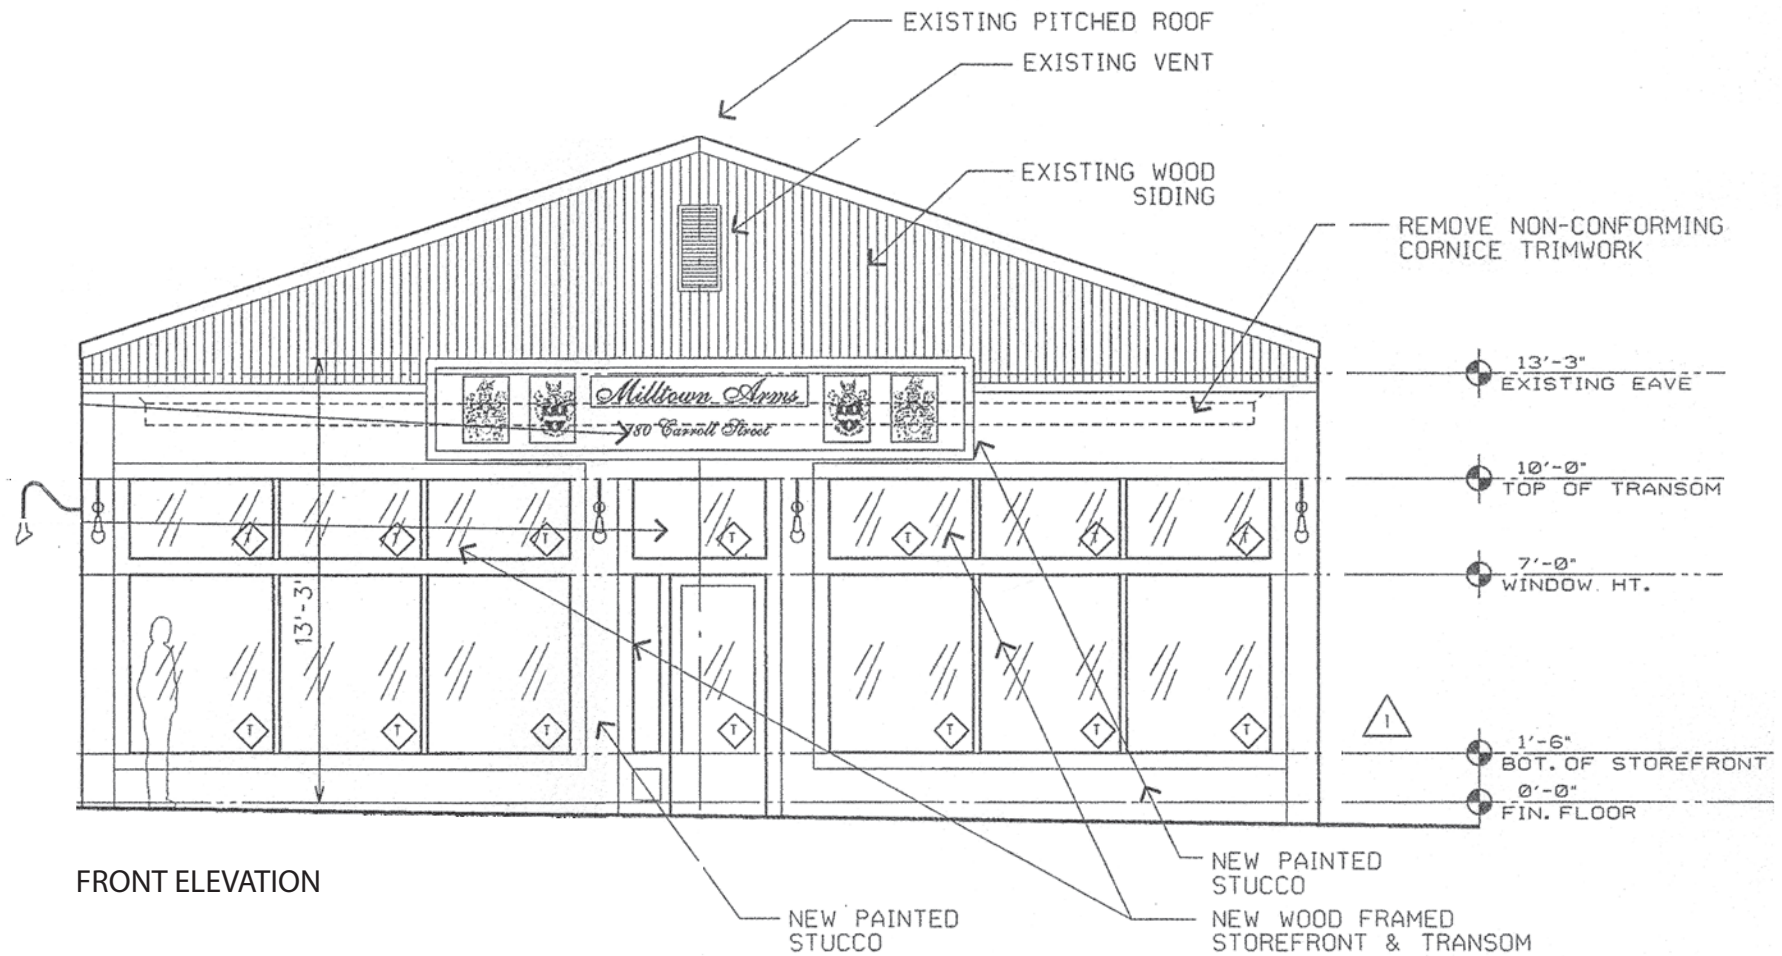 EXISTING PITCHED ROOF
EXISTING VENT
EXISTING WOOD
SIDING
REMOVE NON-CONFORMING
CORNICE TRIMWORK
13'-3"
EXISTING EAVE
Milltown Arms
780 Carroll Street
10'-0"
TOP OF TRANSOM
T T T T T T T
7'-0"
WINDOW HT.
13'-3"
1
T T T T T T T
1'-6"
BOT. OF STOREFRONT
0'-0"
FIN. FLOOR
FRONT ELEVATION
NEW PAINTED
STUCCO
NEW PAINTED
STUCCO
NEW WOOD FRAMED
STOREFRONT & TRANSOM